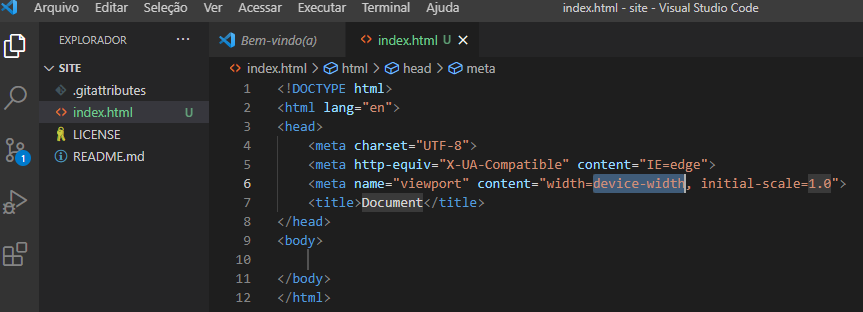 Arquivo Editar Seleção Ver Acessar Executar Terminal Ajuda index.html - site - Visual Studio Code
EXPLORADOR ···
SITE
.gitattributes
index.html U
LICENSE
README.md
1
Bem-vindo(a) index.html U
index.html > html > head > meta
1 <!DOCTYPE html>
2 <html lang="en">
3 <head>
4 <meta charset="UTF-8">
5 <meta http-equiv="X-UA-Compatible" content="IE=edge">
6 <meta name="viewport" content="width=device-width, initial-scale=1.0">
7 <title>Document</title>
8 </head>
9 <body>
10
11 </body>
12 </html>